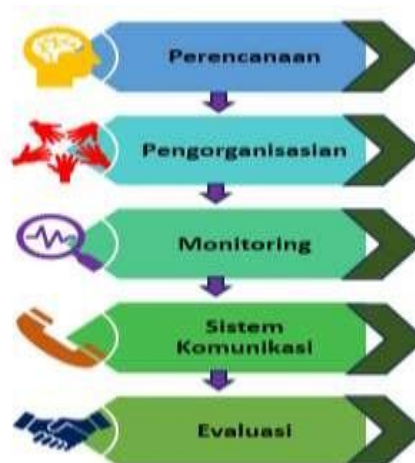 Perencanaan
Pengorganisasian
Monitoring
Sistem
Komunikasi
Evaluasi